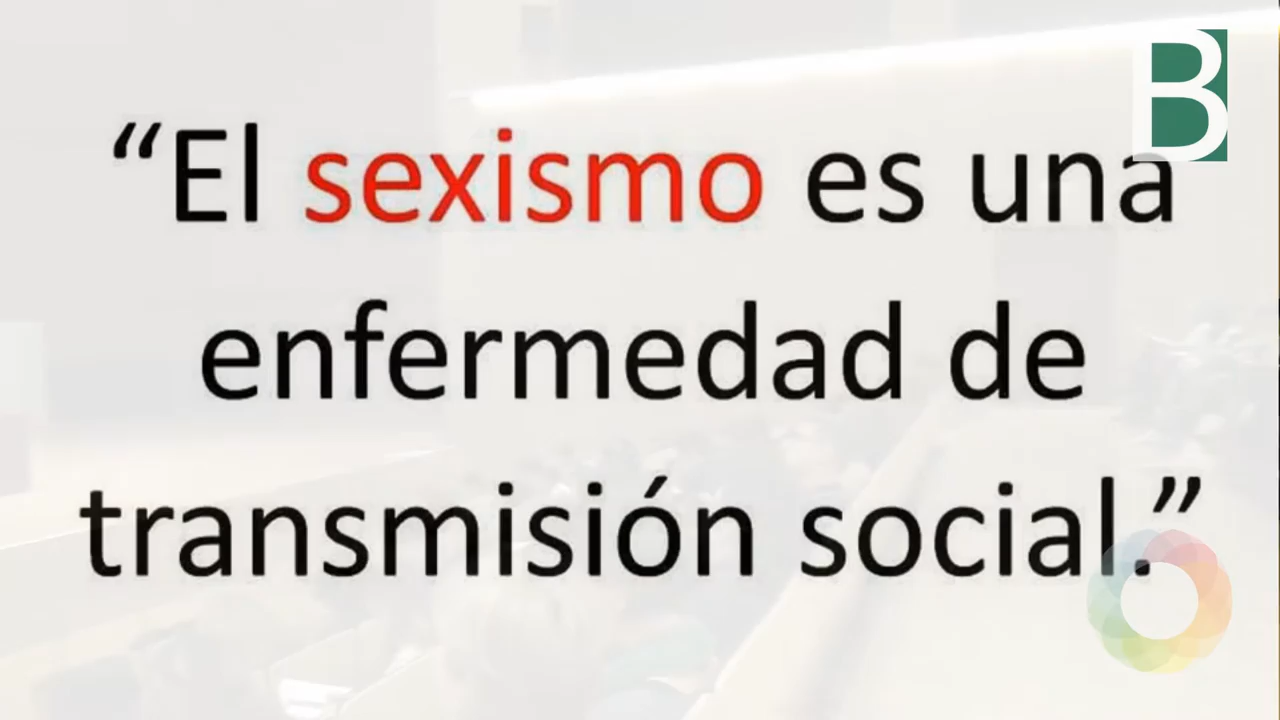 B
“El sexismo es una
enfermedad de
transmisión social.”